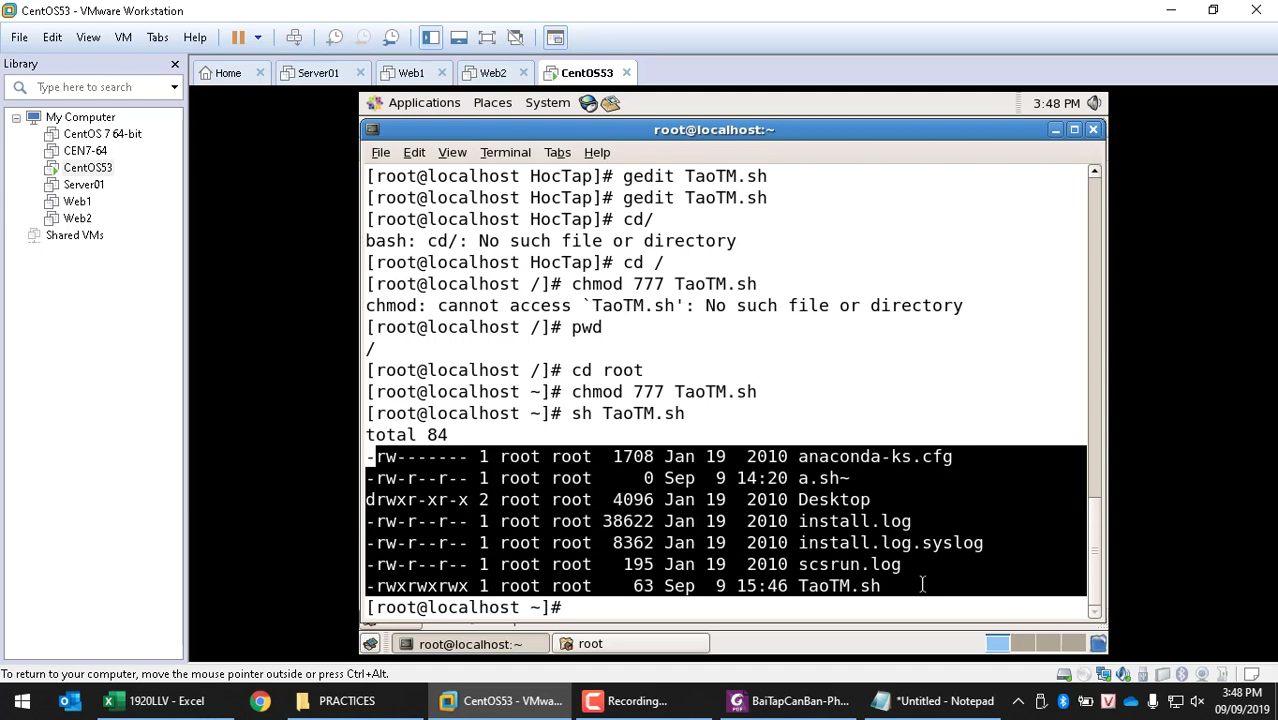 CentOS53 - VMware Workstation
File Edit View VM Tabs Help
Library
Type here to search
My Computer
CentOS 7 64-bit
CEN7-64
CentOS53
Server01
Web1
Web2
Shared VMs
Home Server01 Web1 Web2 CentOS53
Applications Places System 3:48 PM
root@localhost:~
File Edit View Terminal Tabs Help
[root@localhost HocTap]# gedit TaoTM.sh
[root@localhost HocTap]# gedit TaoTM.sh
[root@localhost HocTap]# cd/
bash: cd/: No such file or directory
[root@localhost HocTap]# cd /
[root@localhost /]# chmod 777 TaoTM.sh
chmod: cannot access `TaoTM.sh': No such file or directory
[root@localhost /]# pwd
/
[root@localhost /]# cd root
[root@localhost ~]# chmod 777 TaoTM.sh
[root@localhost ~]# sh TaoTM.sh
total 84
-rw------- 1 root root 1708 Jan 19 2010 anaconda-ks.cfg
-rw-r--r-- 1 root root 0 Sep 9 14:20 a.sh~
drwxr-xr-x 2 root root 4096 Jan 19 2010 Desktop
-rw-r--r-- 1 root root 38622 Jan 19 2010 install.log
-rw-r--r-- 1 root root 8362 Jan 19 2010 install.log.syslog
-rw-r--r-- 1 root root 195 Jan 19 2010 scsrun.log
-rwxrwxrwx 1 root root 63 Sep 9 15:46 TaoTM.sh
[root@localhost ~]#
root@localhost:~ root
To return to your computer, move the mouse pointer outside or press Ctrl+Alt.
1920LLV - Excel PRACTICES CentOS53 - VMwa... Recording... BaiTapCanBan-Ph... *Untitled - Notepad V 3:48 PM
09/09/2019